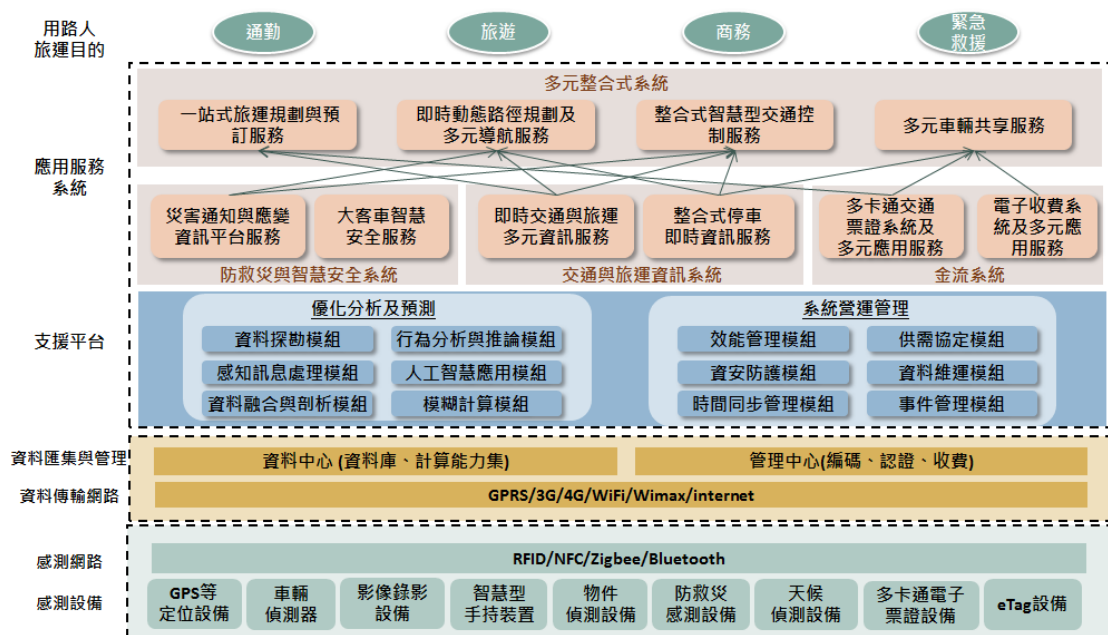 用路人
旅運目的
通勤
旅遊
商務
緊急
救援
應用服務
系統
多元整合式系統
一站式旅運規劃與預
訂服務
即時動態路徑規劃及
多元導航服務
整合式智慧型交通控
制服務
多元車輛共享服務
災害通知與應變
資訊平台服務
大客車智慧
安全服務
即時交通與旅運
多元資訊服務
整合式停車
即時資訊服務
多卡通交通
票證系統及
多元應用服務
電子收費系
統及多元應
用服務
防救災與智慧安全系統
交通與旅運資訊系統
金流系統
支援平台
優化分析及預測
資料探勘模組
行為分析與推論模組
感知訊息處理模組
人工智慧應用模組
資料融合與剖析模組
模糊計算模組
系統營運管理
效能管理模組
供需協定模組
資安防護模組
資料維運模組
時間同步管理模組
事件管理模組
資料匯集與管理
資料中心 (資料庫、計算能力集)
管理中心(編碼、認證、收費)
資料傳輸網路
GPRS/3G/4G/WiFi/Wimax/internet
感測網路
RFID/NFC/Zigbee/Bluetooth
感測設備
GPS等
定位設備
車輛
偵測器
影像錄影
設備
智慧型
手持裝置
物件
偵測設備
防救災
感測設備
天候
偵測設備
多卡通電子
票證設備
eTag設備